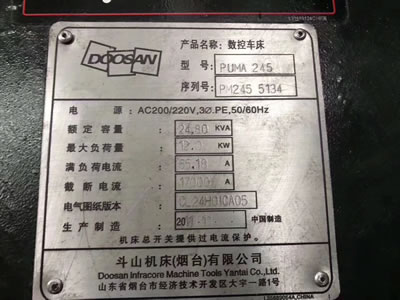 DOOSAN
产品名称: 数控车床
型 号: PUMA 245
序列号: PM245 5134
电 源: AC200/220V,3Ø.PE,50/60Hz
额定容量: KVA
最大负荷量: KW
满负荷电流: A
截断电流: A
电气图纸版本:
生产制造: 中国制造
机床总开关提供过电流保护。
斗山机床(烟台)有限公司
Doosan Infracore Machine Tools Yantai Co.,Ltd.
山东省烟台市经济技术开发区大宇一路1号